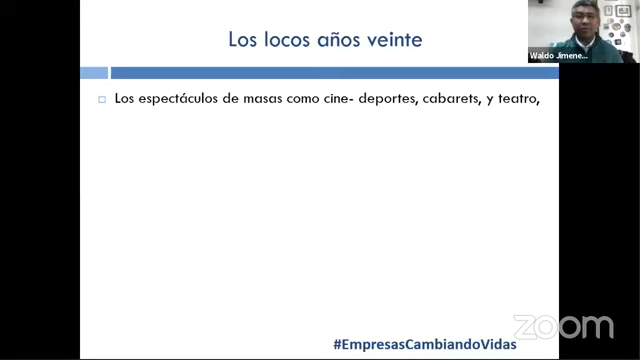 Los locos años veinte
Waldo Jimene...
Los espectáculos de masas como cine- deportes, cabarets, y teatro,
zoom
#EmpresasCambiandoVidas